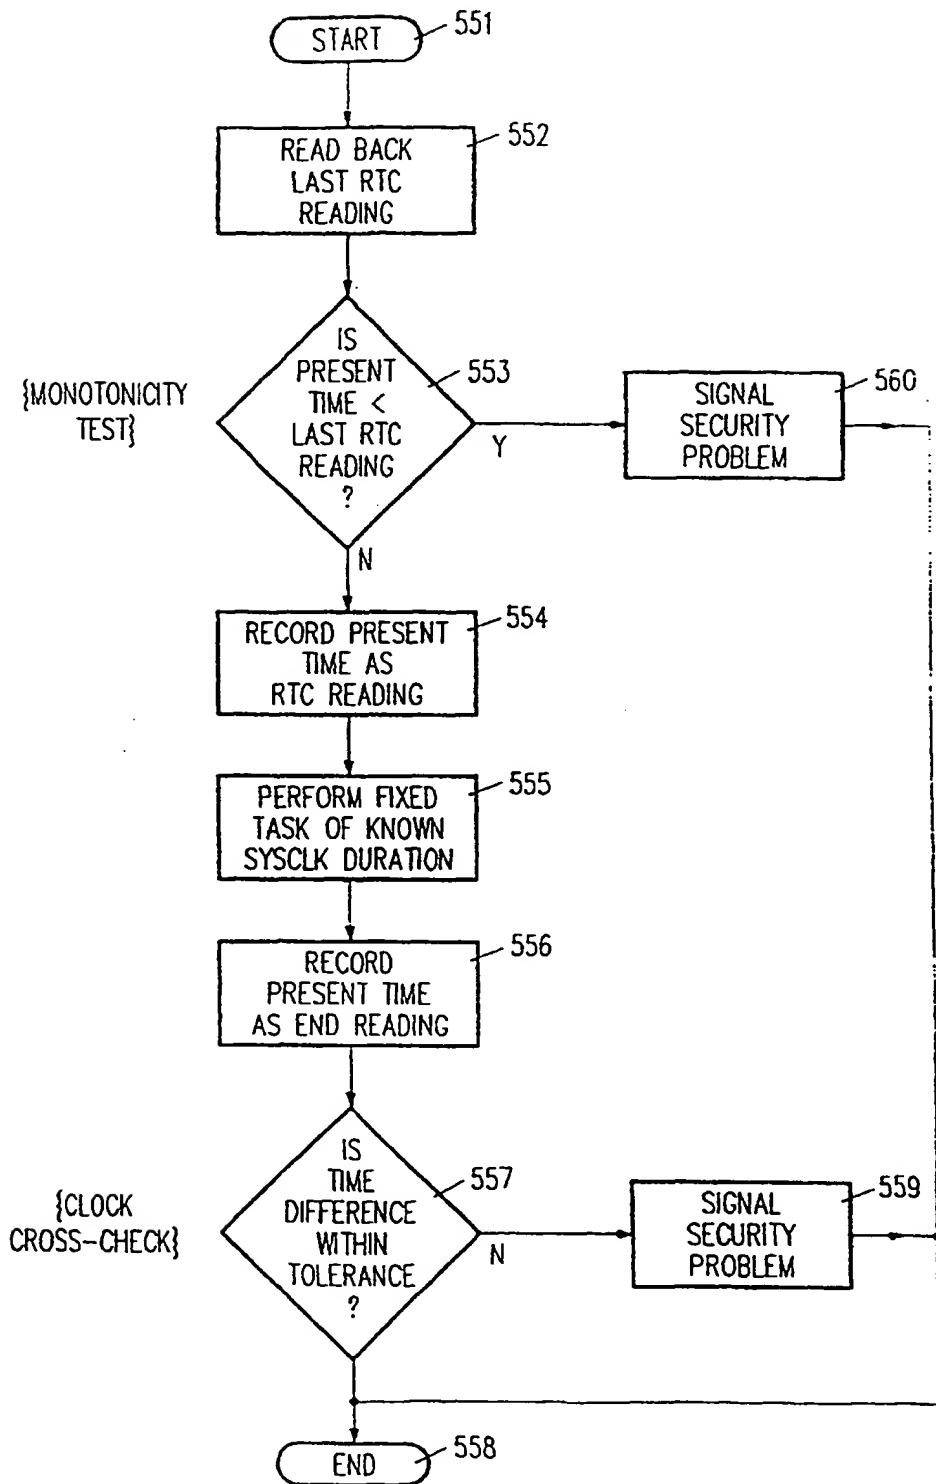 START
551
READ BACK
LAST RTC
READING
552
IS
PRESENT
TIME <
LAST RTC
READING
?
553
{MONOTONICITY
TEST}
Y
SIGNAL
SECURITY
PROBLEM
560
N
RECORD PRESENT
TIME AS
RTC READING
554
PERFORM FIXED
TASK OF KNOWN
SYSCLK DURATION
555
RECORD
PRESENT TIME
AS END READING
556
IS
TIME
DIFFERENCE
WITHIN
TOLERANCE
?
557
{CLOCK
CROSS-CHECK}
N
SIGNAL
SECURITY
PROBLEM
559
END
558